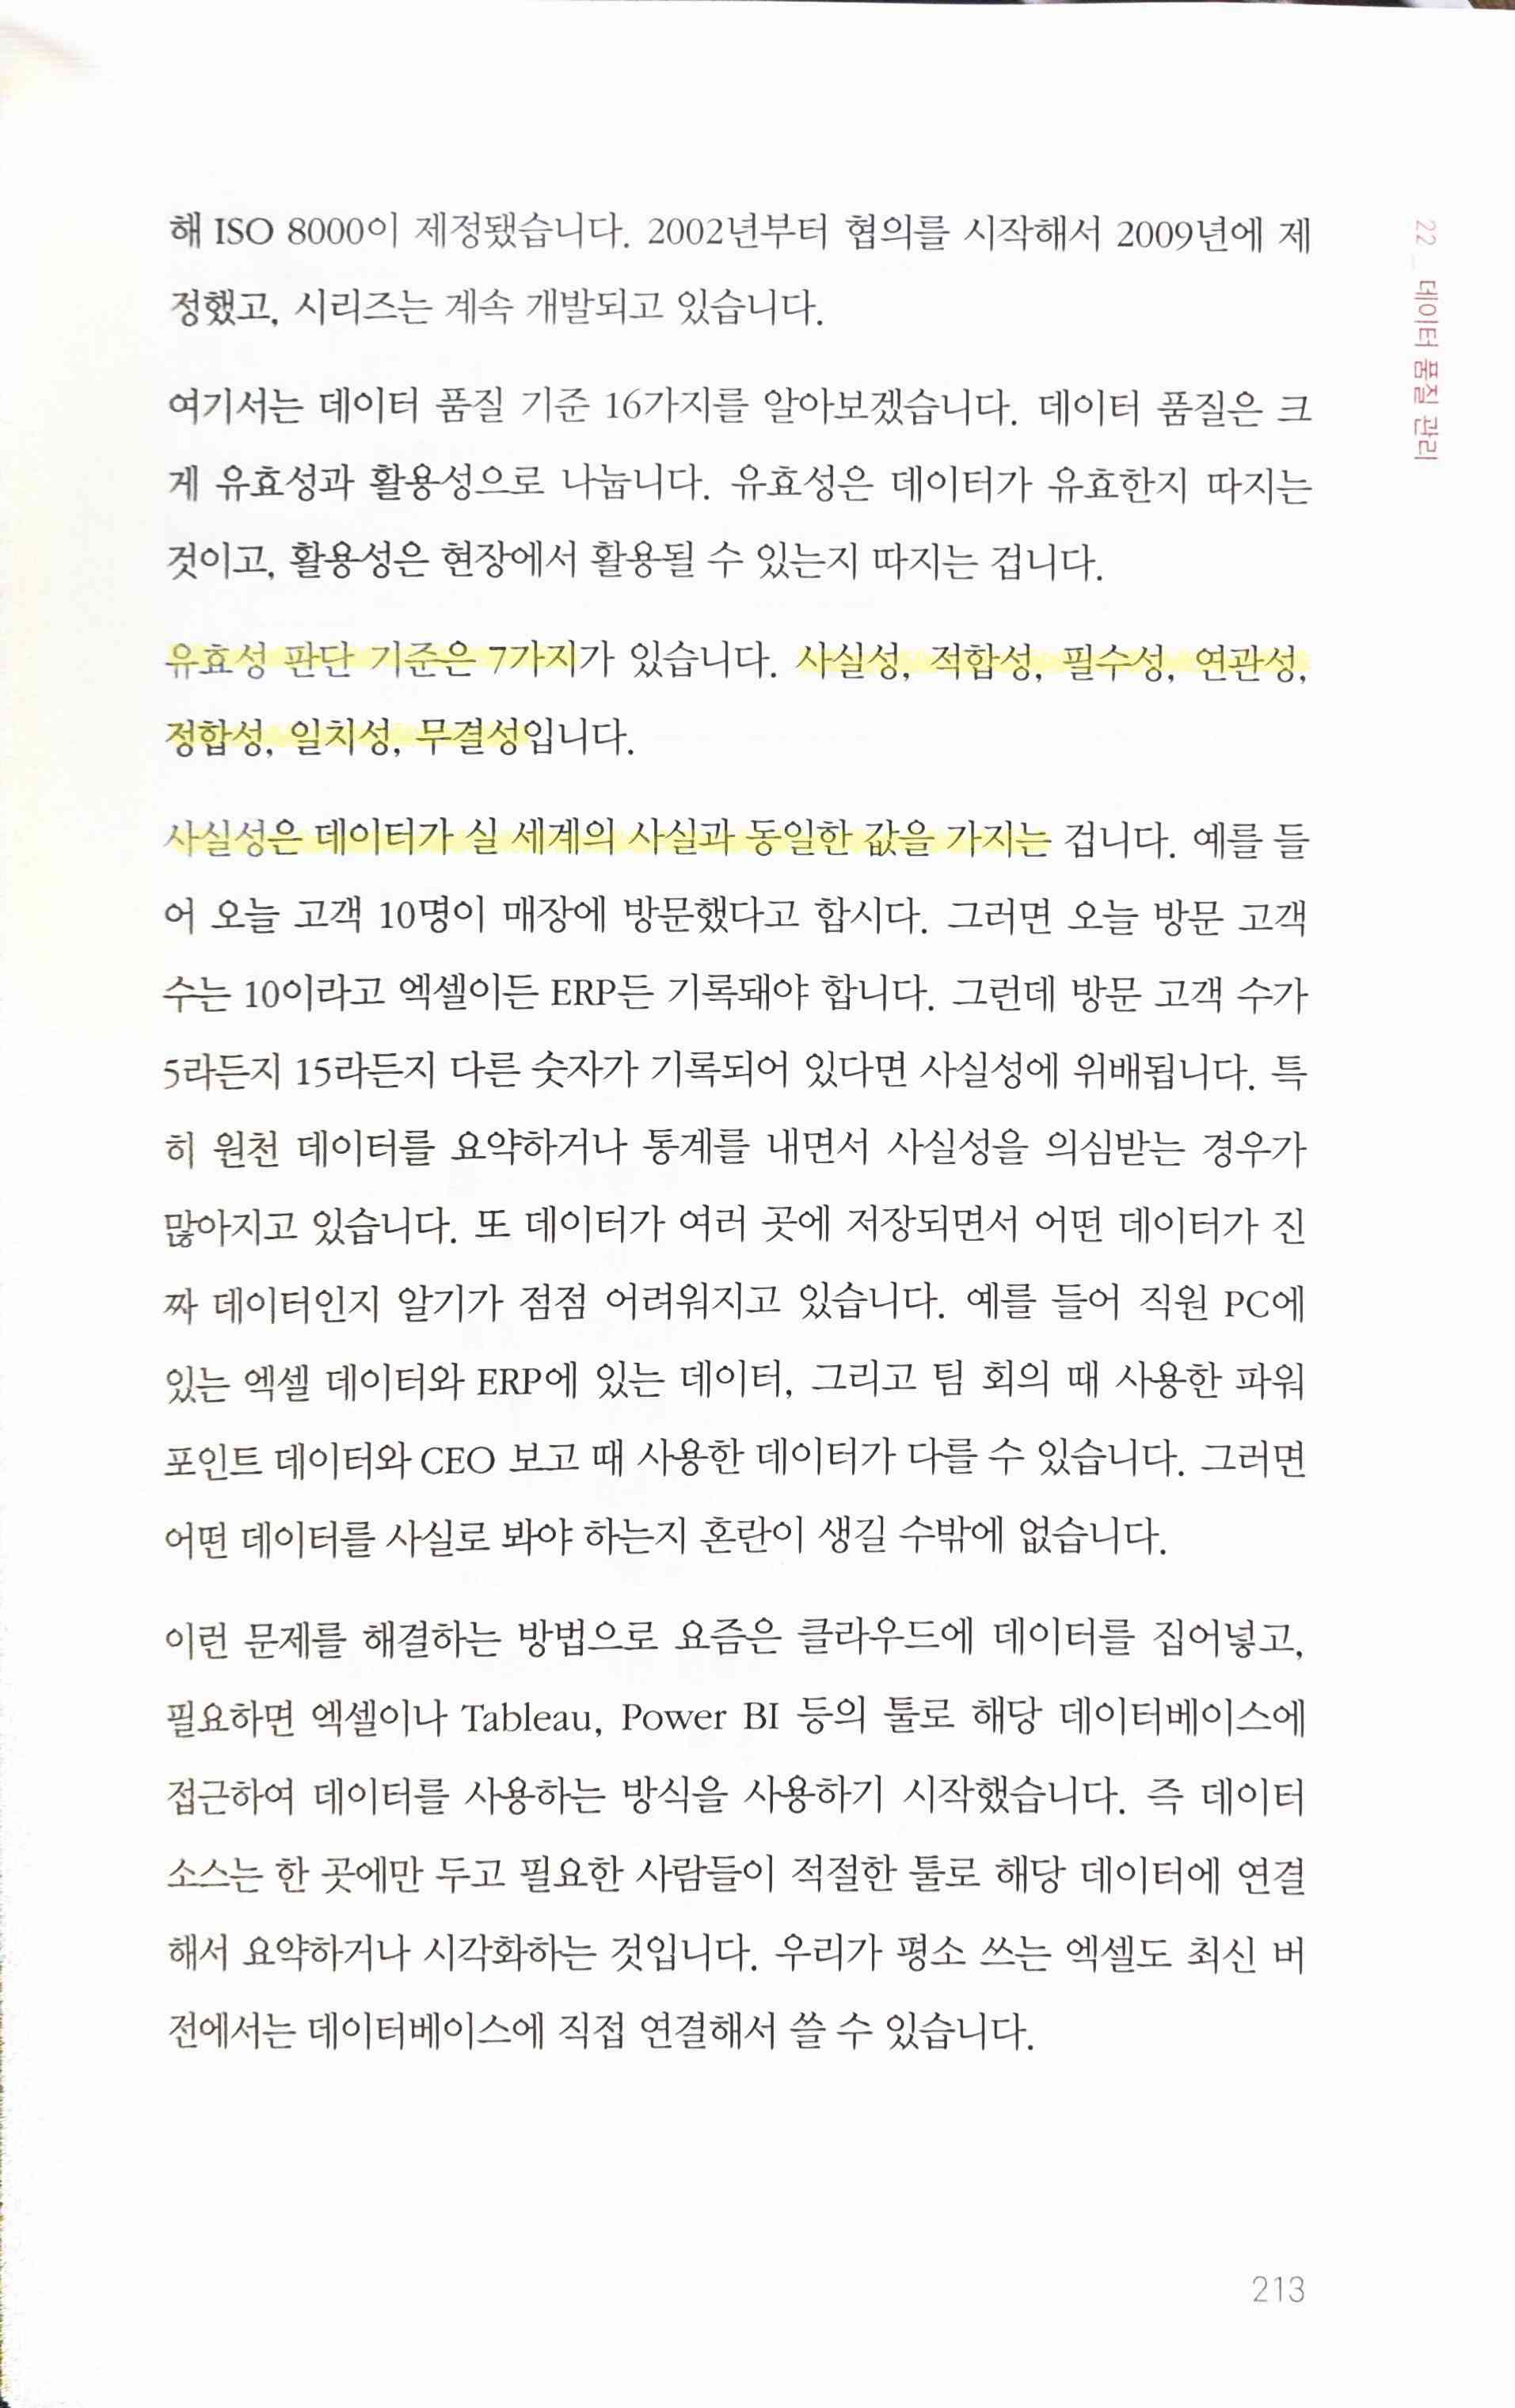 해 ISO 8000이 제정됐습니다. 2002년부터 협의를 시작해서 2009년에 제
정했고, 시리즈는 계속 개발되고 있습니다.
여기서는 데이터 품질 기준 16가지를 알아보겠습니다. 데이터 품질은 크
게 유효성과 활용성으로 나눕니다. 유효성은 데이터가 유효한지 따지는
것이고, 활용성은 현장에서 활용될 수 있는지 따지는 겁니다.
유효성 판단 기준은 7가지가 있습니다. 사실성, 적합성, 필수성, 연관성,
정합성, 일치성, 무결성입니다.
사실성은 데이터가 실 세계의 사실과 동일한 값을 가지는 겁니다. 예를 들
어 오늘 고객 10명이 매장에 방문했다고 합시다. 그러면 오늘 방문 고객
수는 10이라고 엑셀이든 ERP든 기록돼야 합니다. 그런데 방문 고객 수가
5라든지 15라든지 다른 숫자가 기록되어 있다면 사실성에 위배됩니다. 특
히 원천 데이터를 요약하거나 통계를 내면서 사실성을 의심받는 경우가
많아지고 있습니다. 또 데이터가 여러 곳에 저장되면서 어떤 데이터가 진
짜 데이터인지 알기가 점점 어려워지고 있습니다. 예를 들어 직원 PC에
있는 엑셀 데이터와 ERP에 있는 데이터, 그리고 팀 회의 때 사용한 파워
포인트 데이터와 CEO 보고 때 사용한 데이터가 다를 수 있습니다. 그러면
어떤 데이터를 사실로 봐야 하는지 혼란이 생길 수밖에 없습니다.
이런 문제를 해결하는 방법으로 요즘은 클라우드에 데이터를 집어넣고,
필요하면 엑셀이나 Tableau, Power BI 등의 툴로 해당 데이터베이스에
접근하여 데이터를 사용하는 방식을 사용하기 시작했습니다. 즉 데이터
소스는 한 곳에만 두고 필요한 사람들이 적절한 툴로 해당 데이터에 연결
해서 요약하거나 시각화하는 것입니다. 우리가 평소 쓰는 엑셀도 최신 버
전에서는 데이터베이스에 직접 연결해서 쓸 수 있습니다.
22_ 데이터 품질 관리
213